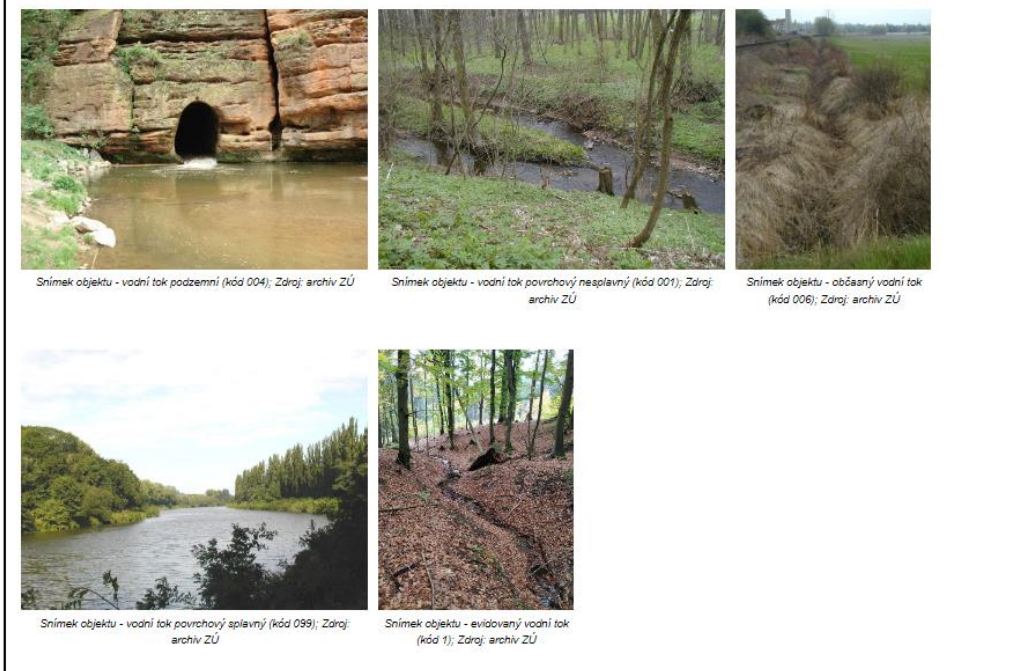 Snímek objektu - vodní tok podzemní (kód 004); Zdroj: archiv ZÚ
Snímek objektu - vodní tok povrchový nesplavný (kód 001); Zdroj:
archiv ZÚ
Snímek objektu - občasný vodní tok
(kód 006); Zdroj: archiv ZÚ
Snímek objektu - vodní tok povrchový splavný (kód 099); Zdroj:
archiv ZÚ
Snímek objektu - evidovaný vodní tok
(kód 1); Zdroj: archiv ZÚ